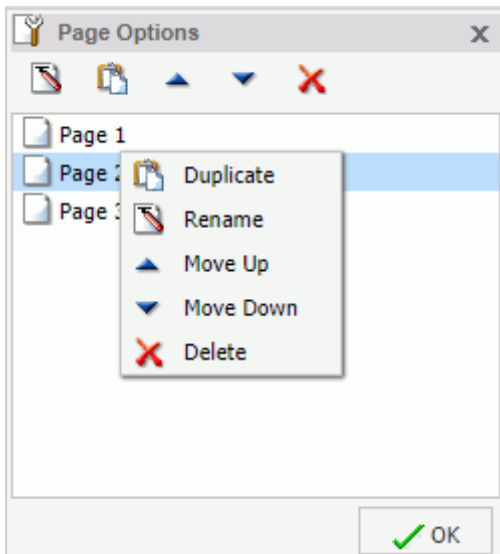 Page Options
Page 1
Page 2
Page 3
Duplicate
Rename
Move Up
Move Down
Delete
OK